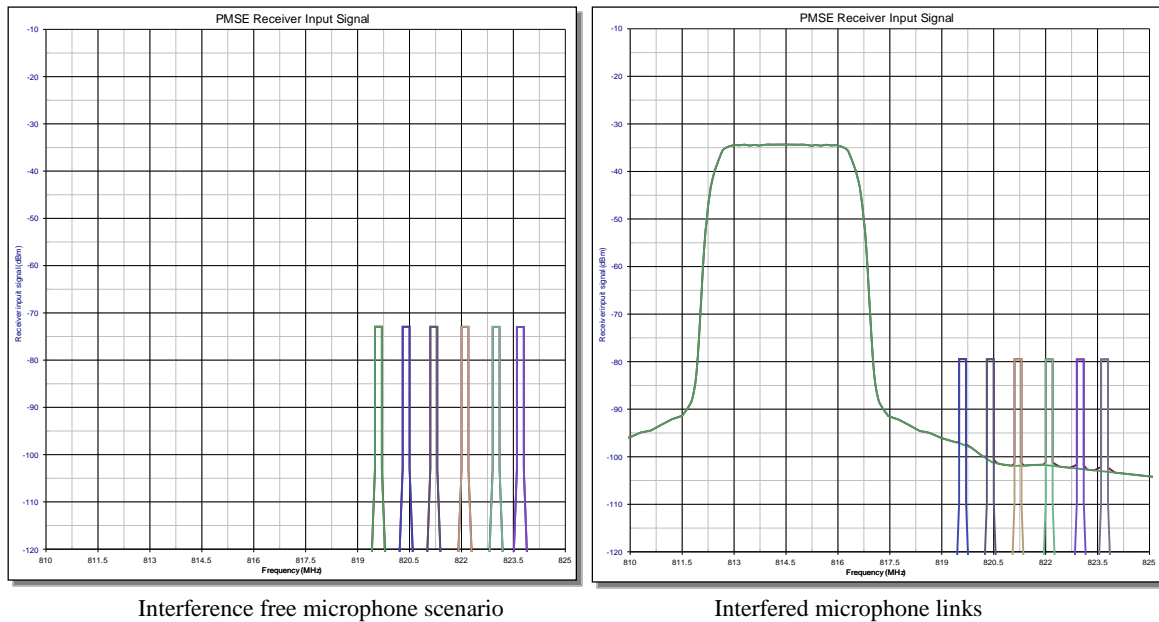 PMSE Receiver Input Signal
-10
-20
-30
-40
-50
-60
-70
-80
-90
-100
-110
-120
Receiver input signal (dBm)
810 811.5 813 814.5 816 817.5 819 820.5 822 823.5 825
Frequency (MHz)
Interference free microphone scenario
PMSE Receiver Input Signal
-10
-20
-30
-40
-50
-60
-70
-80
-90
-100
-110
-120
Receiver input signal (dBm)
810 811.5 813 814.5 816 817.5 819 820.5 822 823.5 825
Frequency (MHz)
Interfered microphone links